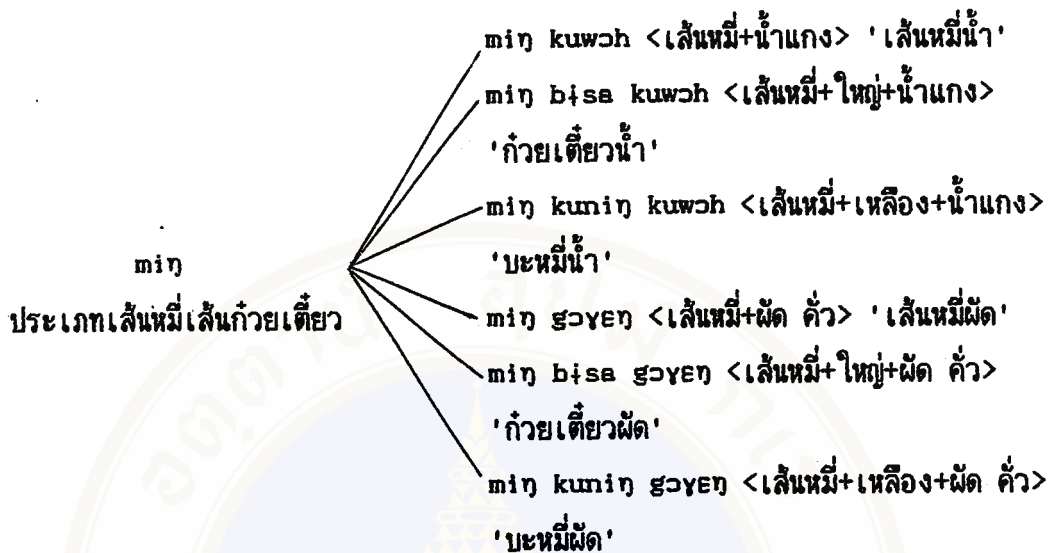 miŋ kuwɔh <เส้นหมี่+น้ำแกง> 'เส้นหมี่น้ำ'
miŋ bɨsa kuwɔh <เส้นหมี่+ใหญ่+น้ำแกง>
'ก๋วยเตี๋ยวน้ำ'
miŋ kuniŋ kuwɔh <เส้นหมี่+เหลือง+น้ำแกง>
'บะหมี่น้ำ'
miŋ
ประเภทเส้นหมี่เส้นก๋วยเตี๋ยว
miŋ gɔɣɛŋ <เส้นหมี่+ผัด คั่ว> 'เส้นหมี่ผัด'
miŋ bɨsa gɔɣɛŋ <เส้นหมี่+ใหญ่+ผัด คั่ว>
'ก๋วยเตี๋ยวผัด'
miŋ kuniŋ gɔɣɛŋ <เส้นหมี่+เหลือง+ผัด คั่ว>
'บะหมี่ผัด'